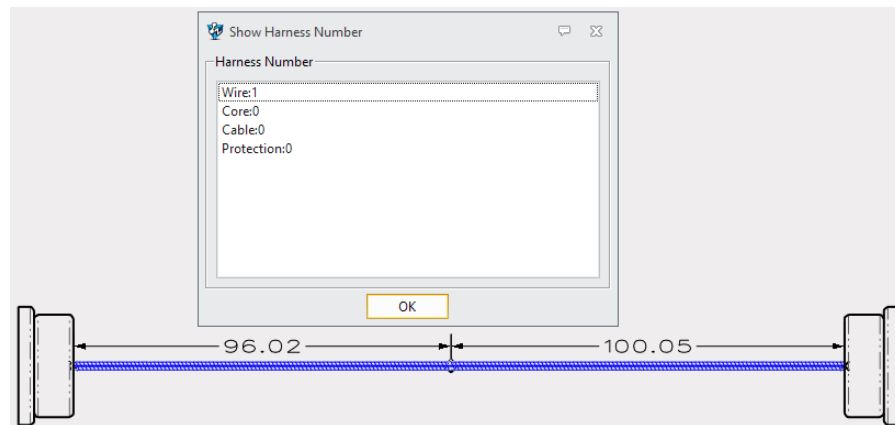 Show Harness Number
Harness Number
Wire:1
Core:0
Cable:0
Protection:0
OK
96.02 100.05